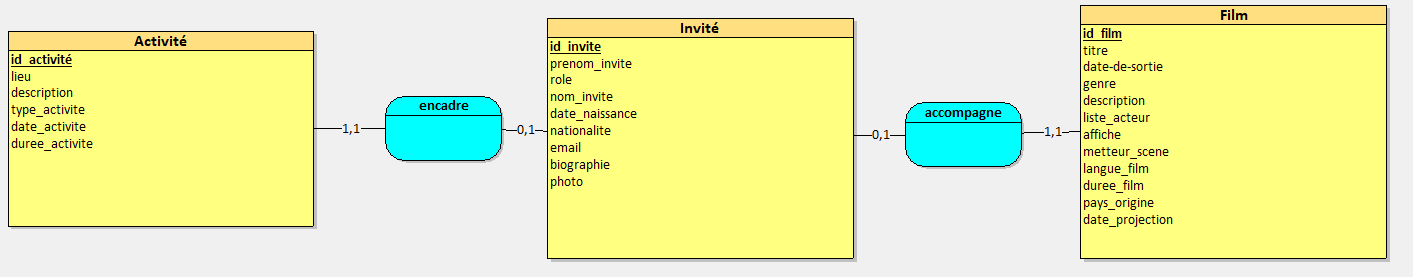 Activité
id_activité
lieu
description
type_activite
date_activite
duree_activite
1,1
encadre
0,1
Invité
id_invite
prenom_invite
role
nom_invite
date_naissance
nationalite
email
biographie
photo
0,1
accompagne
1,1
Film
id_film
titre
date-de-sortie
genre
description
liste_acteur
affiche
metteur_scene
langue_film
duree_film
pays_origine
date_projection